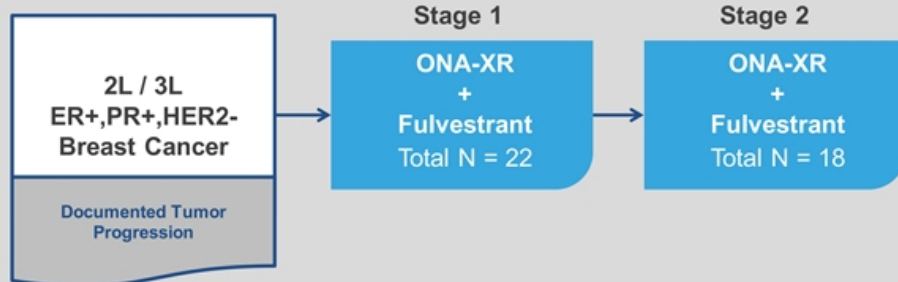 Stage 1
Stage 2
2L / 3L
ER+,PR+,HER2-
Breast Cancer
Documented Tumor
Progression
ONA-XR
+
Fulvestrant
Total N = 22
ONA-XR
+
Fulvestrant
Total N = 18